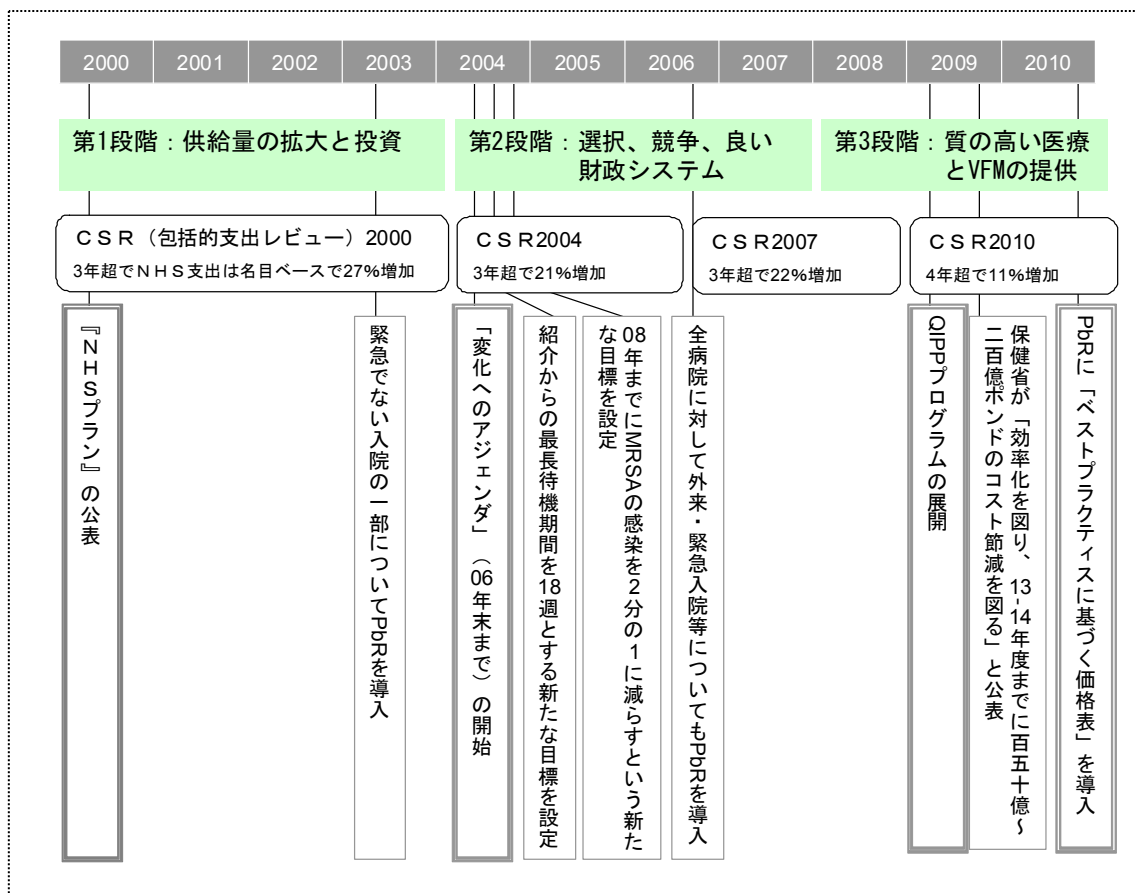 2000 2001 2002 2003 2004 2005 2006 2007 2008 2009 2010
第1段階：供給量の拡大と投資
第2段階：選択、競争、良い
財政システム
第3段階：質の高い医療
とVFMの提供
ＣＳＲ（包括的支出レビュー）2000
3年超でＮＨＳ支出は名目ベースで27%増加
ＣＳＲ2004
3年超で21%増加
ＣＳＲ2007
3年超で22%増加
ＣＳＲ2010
4年超で11%増加
『ＮＨＳプラン』の公表
緊急でない入院の一部についてPbRを導入
「変化へのアジェンダ」（06年末まで）の開始
紹介からの最長待機期間を18週とする新たな目標を設定
08年までにMRSAの感染を２分の１に減らすという新た
な目標を設定
全病院に対して外来・緊急入院等についてもPbRを導入
QIPPプログラムの展開
保健省が「効率化を図り、13-14年度までに百五十億～
二百億ポンドのコスト節減を図る」と公表
PbRに「ベストプラクティスに基づく価格表」を導入